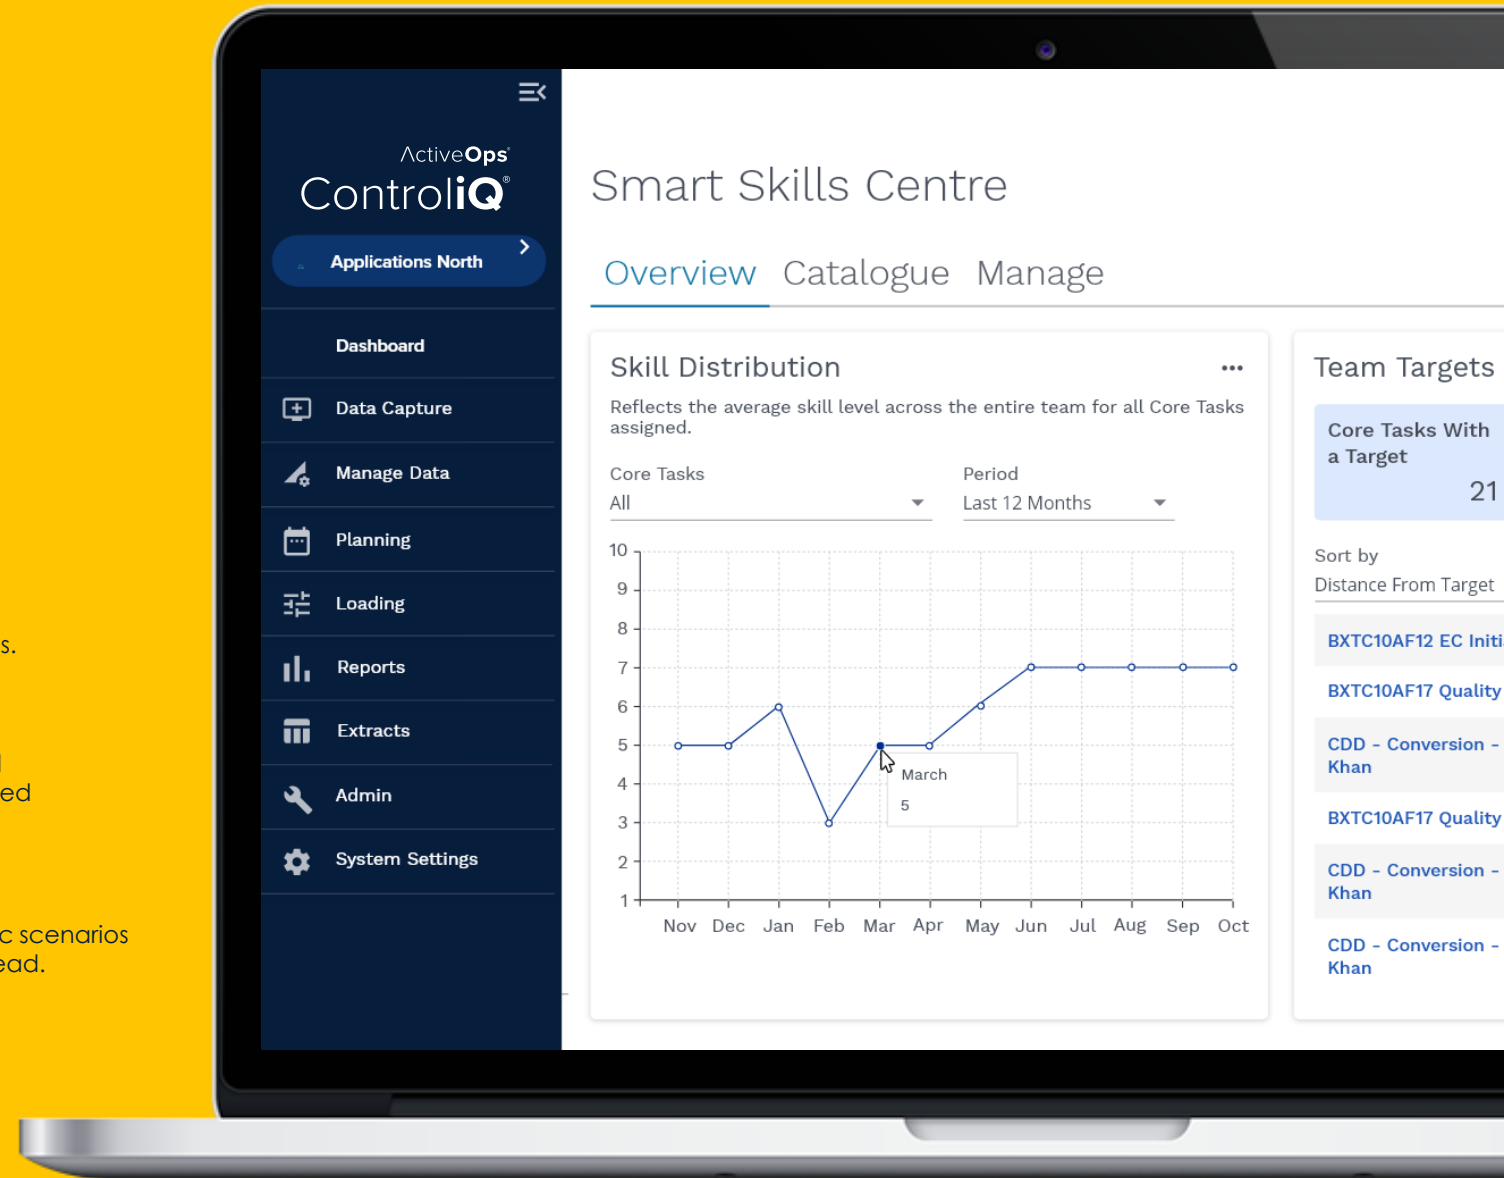 s.
ed
c scenarios
ead.
ActiveOps
ControliQ®
Applications North
Dashboard
Data Capture
Manage Data
Planning
Loading
Reports
Extracts
Admin
System Settings
Smart Skills Centre
Overview Catalogue Manage
Skill Distribution
Reflects the average skill level across the entire team for all Core Tasks
assigned.
Core Tasks Period
All Last 12 Months
10
9
8
7
6
5
4
3
2
1
March
5
Nov Dec Jan Feb Mar Apr May Jun Jul Aug Sep Oct
Team Targets
Core Tasks With
a Target
21
Sort by
Distance From Target
BXTC10AF12 EC Initi
BXTC10AF17 Quality
CDD - Conversion -
Khan
BXTC10AF17 Quality
CDD - Conversion -
Khan
CDD - Conversion -
Khan